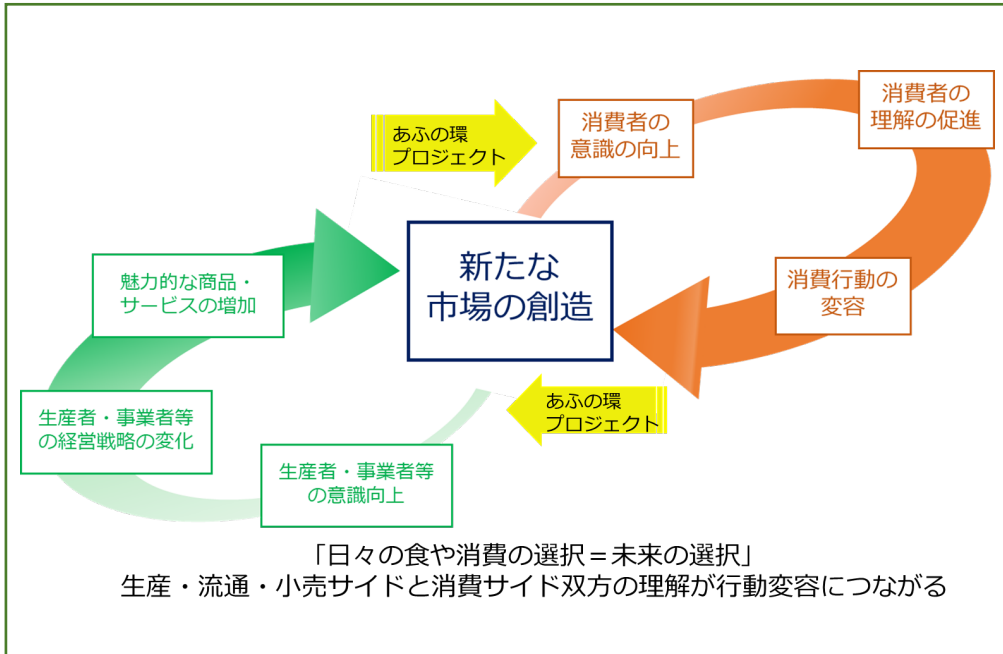 あふの環
プロジェクト
消費者の
意識の向上
消費者の
理解の促進
消費行動の
変容
新たな
市場の創造
魅力的な商品・
サービスの増加
生産者・事業者等
の経営戦略の変化
生産者・事業者等
の意識向上
あふの環
プロジェクト
「日々の食や消費の選択＝未来の選択」
生産・流通・小売サイドと消費サイド双方の理解が行動変容につながる